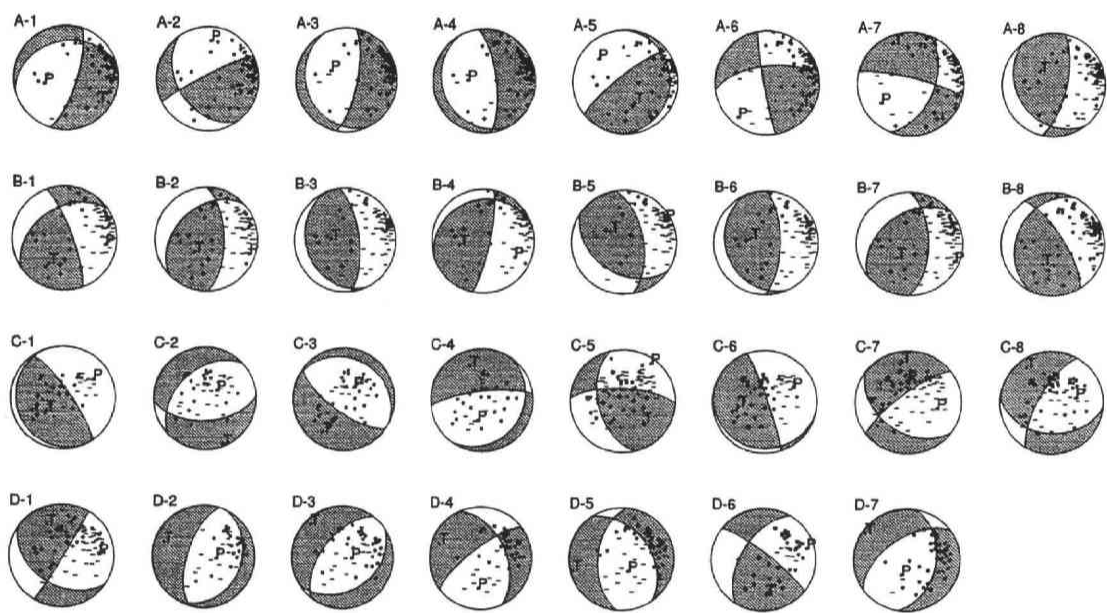 A-1 A-2 A-3 A-4 A-5 A-6 A-7 A-8
P P P P P P P T
T T T
B-1 B-2 B-3 B-4 B-5 B-6 B-7 B-8
T P T T T P T P T T P T
C-1 C-2 C-3 C-4 C-5 C-6 C-7 C-8
P P P T P P T P T P
T T P T T P
D-1 D-2 D-3 D-4 D-5 D-6 D-7
T P T P T P T P T P P T P